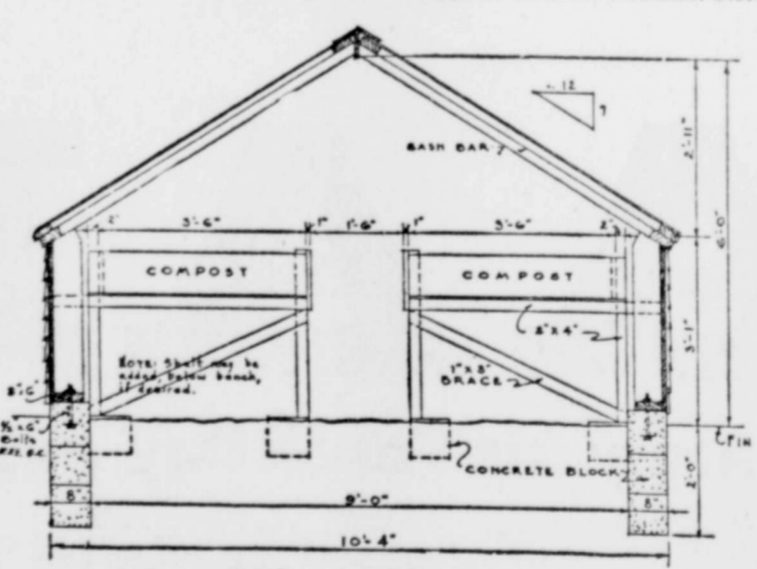 12
7
SASH BAR
2'-11"
6'-0"
2"
3'-6"
1"
1'-6"
1"
3'-6"
2"
COMPOST
COMPOST
2"x4"
3'-1"
NOTE: Shelf may be
added below bench,
if desired.
1"x3"
BRACE
Bolts
CONCRETE BLOCK
2'-0"
8"
9'-0"
8"
10'-4"